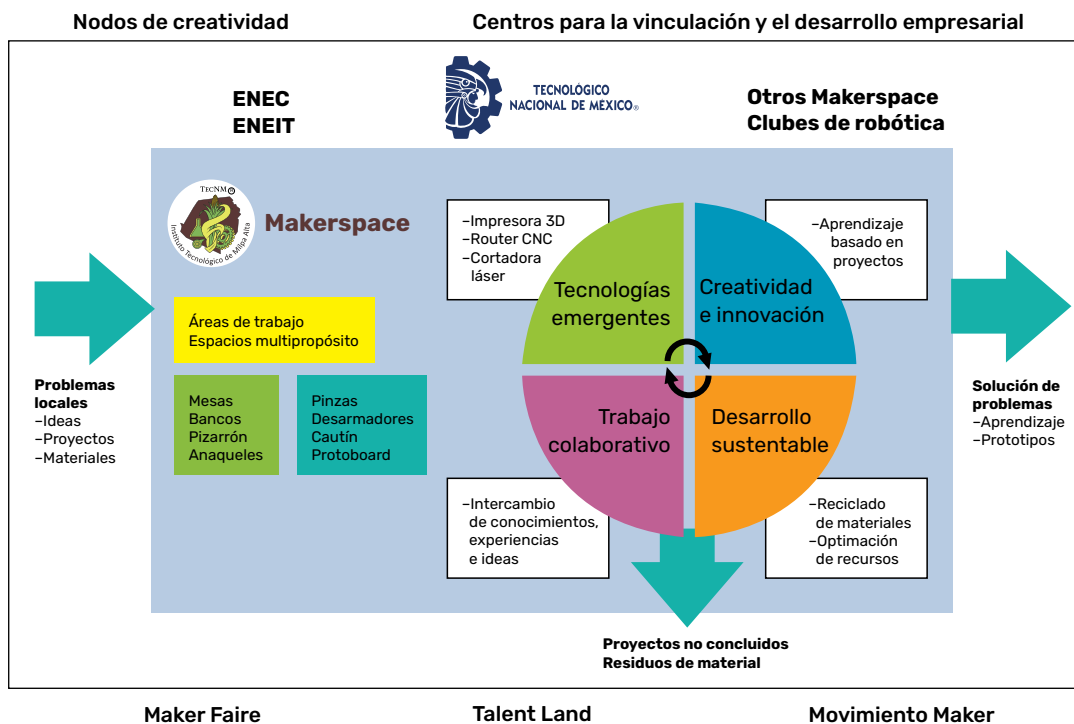 Nodos de creatividad
Centros para la vinculación y el desarrollo empresarial
ENEC
ENEIT
TECNOLÓGICO
NACIONAL DE MÉXICO®
Otros Makerspace
Clubes de robótica
TECNM
Instituto Tecnológico de Milpa Alta
Makerspace
–Impresora 3D
–Router CNC
–Cortadora
láser
–Aprendizaje
basado en
proyectos
Tecnologías
emergentes
Creatividad
e innovación
Áreas de trabajo
Espacios multipropósito
Mesas
Bancos
Pizarrón
Anaqueles
Pinzas
Desarmadores
Cautín
Protoboard
Problemas
locales
–Ideas
–Proyectos
–Materiales
Trabajo
colaborativo
Desarrollo
sustentable
Solución de
problemas
–Aprendizaje
–Prototipos
–Intercambio
de conocimientos,
experiencias
e ideas
–Reciclado
de materiales
–Optimación
de recursos
Proyectos no concluidos
Residuos de material
Maker Faire
Talent Land
Movimiento Maker